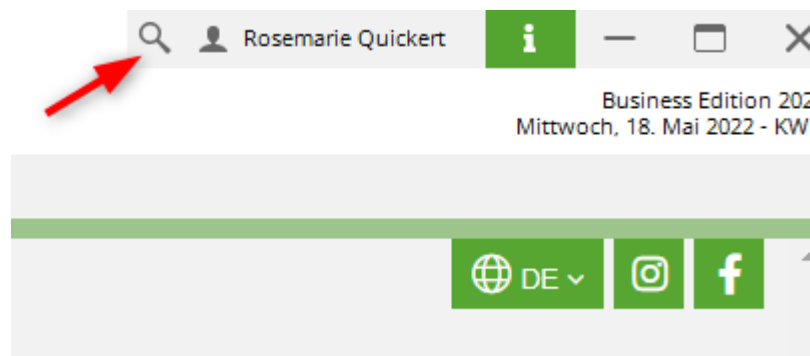 Rosemarie Quickert
Business Edition 202
Mittwoch, 18. Mai 2022 - KW
DE